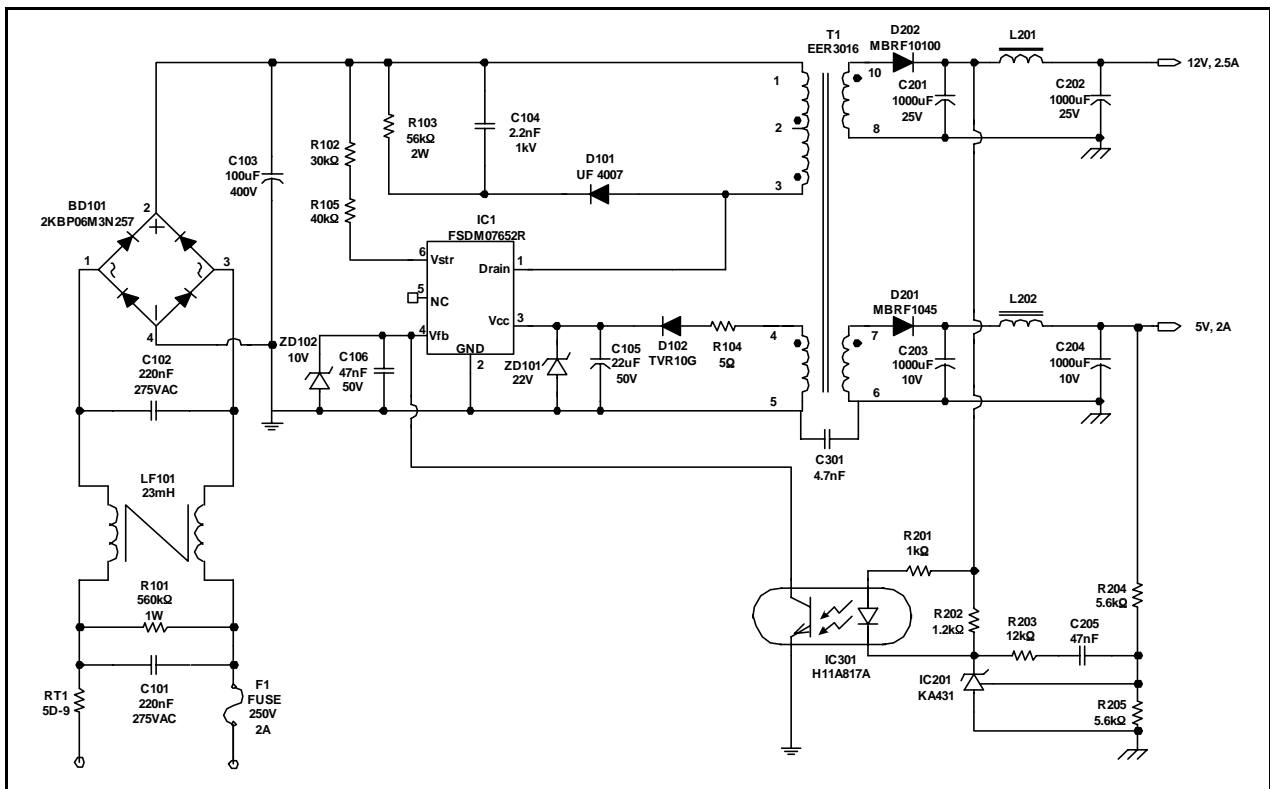 T1
EER3016
D202
MBRF10100
L201
1
10
12V, 2.5A
C201
1000uF
25V
C202
1000uF
25V
R103
56kΩ
2W
C104
2.2nF
1kV
2
8
R102
30kΩ
C103
100uF
400V
D101
UF 4007
3
BD101
2KBP06M3N257
2
R105
40kΩ
IC1
FSDM07652R
1
3
6
Vstr
Drain
1
5
NC
D201
MBRF1045
L202
Vcc
3
4
Vfb
4
7
5V, 2A
4
GND
2
ZD102
10V
C106
47nF
50V
ZD101
22V
C105
22uF
50V
D102
TVR10G
R104
5Ω
C203
1000uF
10V
C204
1000uF
10V
C102
220nF
275VAC
5
6
C301
4.7nF
LF101
23mH
R201
1kΩ
R101
560kΩ
1W
R204
5.6kΩ
R202
1.2kΩ
R203
12kΩ
C205
47nF
IC301
H11A817A
IC201
KA431
RT1
5D-9
C101
220nF
275VAC
F1
FUSE
250V
2A
R205
5.6kΩ